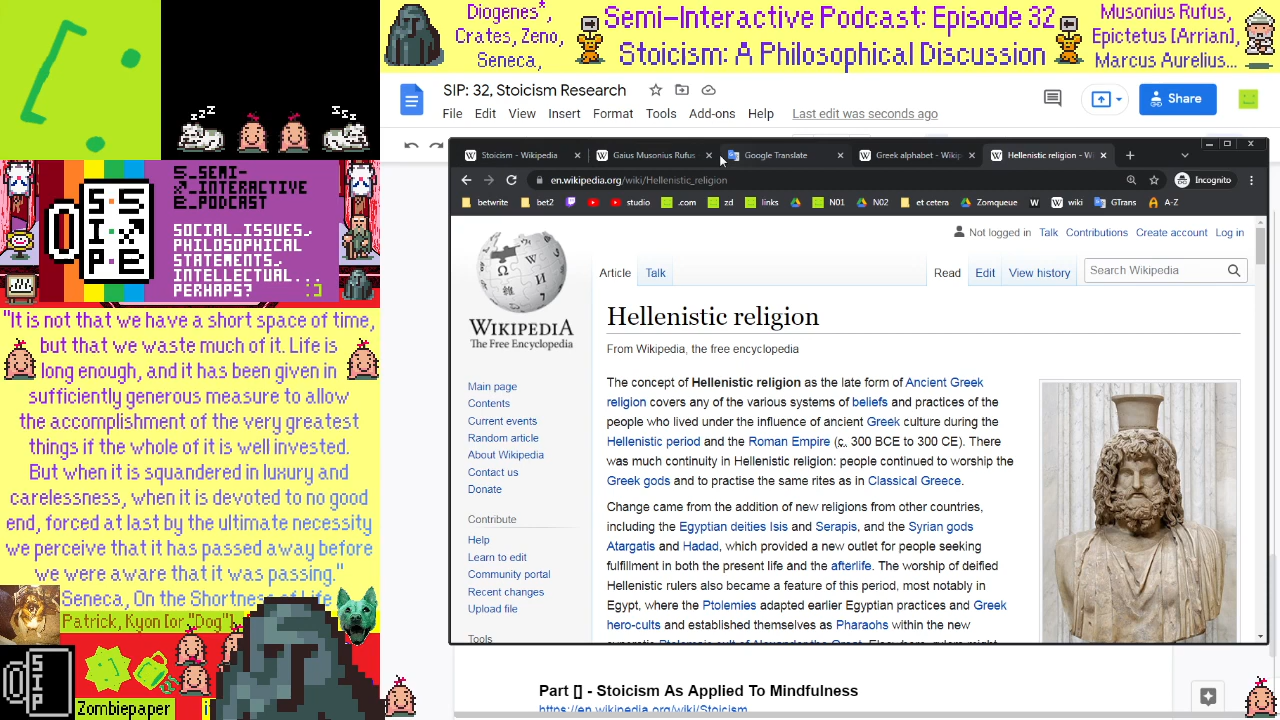 Diogenes*,
Crates, Zeno,
Seneca,
Semi-Interactive Podcast: Episode 32
Stoicism: A Philosophical Discussion
Musonius Rufus,
Epictetus [Arrian],
Marcus Aurelius...
SIP: 32, Stoicism Research
File Edit View Insert Format Tools Add-ons Help Last edit was seconds ago
Share
Stoicism - Wikipedia
Gaius Musonius Rufus
Google Translate
Greek alphabet - Wikip
Hellenistic religion - W
en.wikipedia.org/wiki/Hellenistic_religion
Incognito
betwrite bet2 studio .com zd links N01 N02 et cetera Zomqueue wiki GTrans A-Z
Not logged in Talk Contributions Create account Log in
Article Talk Read Edit View history Search Wikipedia
WIKIPEDIA
The Free Encyclopedia
Main page
Contents
Current events
Random article
About Wikipedia
Contact us
Donate
Contribute
Help
Learn to edit
Community portal
Recent changes
Upload file
Tools
Hellenistic religion
From Wikipedia, the free encyclopedia
The concept of Hellenistic religion as the late form of Ancient Greek
religion covers any of the various systems of beliefs and practices of the
people who lived under the influence of ancient Greek culture during the
Hellenistic period and the Roman Empire (c. 300 BCE to 300 CE). There
was much continuity in Hellenistic religion: people continued to worship the
Greek gods and to practise the same rites as in Classical Greece.
Change came from the addition of new religions from other countries,
including the Egyptian deities Isis and Serapis, and the Syrian gods
Atargatis and Hadad, which provided a new outlet for people seeking
fulfillment in both the present life and the afterlife. The worship of deified
Hellenistic rulers also became a feature of this period, most notably in
Egypt, where the Ptolemies adapted earlier Egyptian practices and Greek
hero-cults and established themselves as Pharaohs within the new
Part [] - Stoicism As Applied To Mindfulness
https://en.wikipedia.org/wiki/Stoicism
zzZ
zzZ
S_SEMI-
_INTERACTIVE
_PODCAST
SOCIAL_ISSUES,
PHILOSOPHICAL
STATEMENTS,
INTELLECTUAL...
PERHAPS?
"It is not that we have a short space of time,
but that we waste much of it. Life is
long enough, and it has been given in
sufficiently generous measure to allow
the accomplishment of the very greatest
things if the whole of it is well invested.
But when it is squandered in luxury and
carelessness, when it is devoted to no good
end, forced at last by the ultimate necessity
we perceive that it has passed away before
we were aware that it was passing."
Seneca, On the Shortness of Life
Patrick, Kyon [or "Dog"]
SIP
Zombiepaper